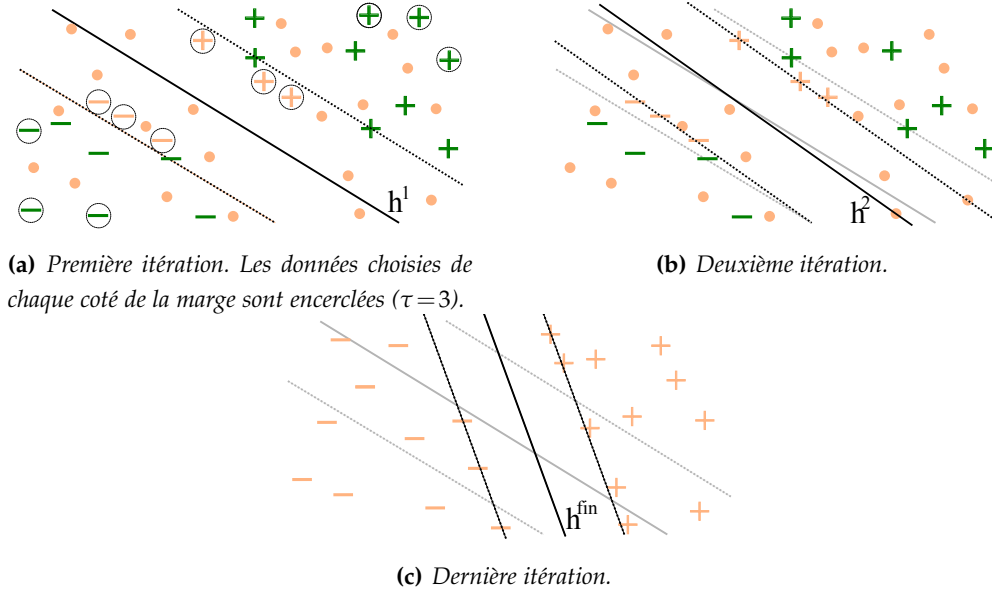 h¹
h²
(a) Première itération. Les données choisies de
chaque coté de la marge sont encerclées (τ = 3).
(b) Deuxième itération.
hᶠⁱⁿ
(c) Dernière itération.